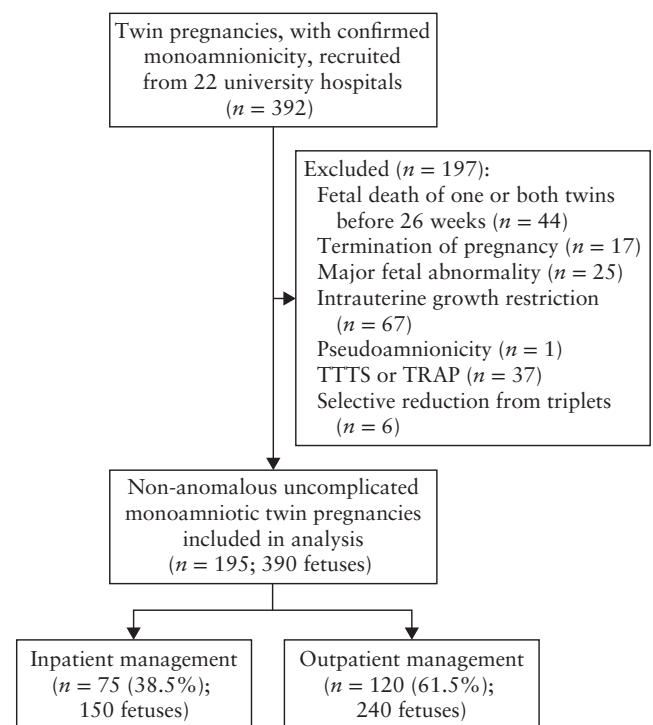 Twin pregnancies, with confirmed
monoamnionicity, recruited
from 22 university hospitals
(n = 392)
Excluded (n = 197):
Fetal death of one or both twins
before 26 weeks (n = 44)
Termination of pregnancy (n = 17)
Major fetal abnormality (n = 25)
Intrauterine growth restriction
(n = 67)
Pseudoamnionicity (n = 1)
TTTS or TRAP (n = 37)
Selective reduction from triplets
(n = 6)
Non-anomalous uncomplicated
monoamniotic twin pregnancies
included in analysis
(n = 195; 390 fetuses)
Inpatient management
(n = 75 (38.5%);
150 fetuses)
Outpatient management
(n = 120 (61.5%);
240 fetuses)